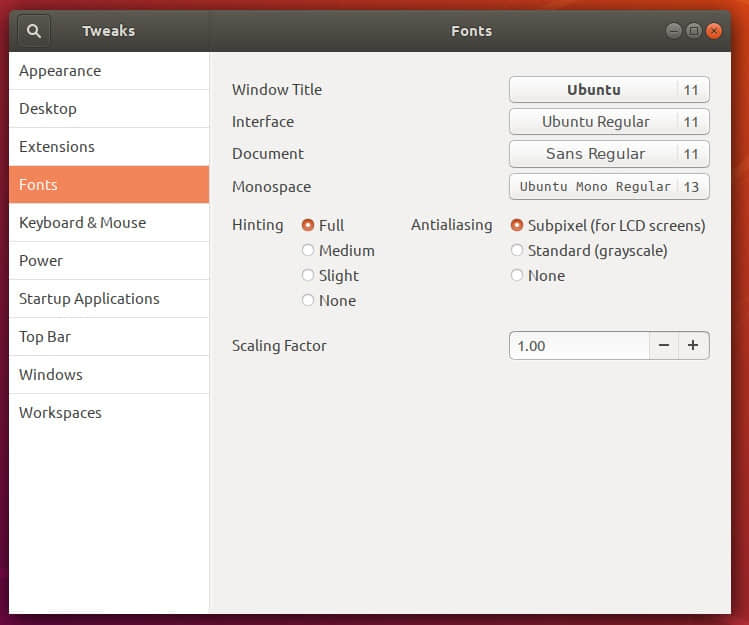 Tweaks
Fonts
Appearance
Desktop
Extensions
Fonts
Keyboard & Mouse
Power
Startup Applications
Top Bar
Windows
Workspaces
Window Title Ubuntu 11
Interface Ubuntu Regular 11
Document Sans Regular 11
Monospace Ubuntu Mono Regular 13
Hinting Full Antialiasing Subpixel (for LCD screens)
Medium Standard (grayscale)
Slight None
None
Scaling Factor 1.00 − +